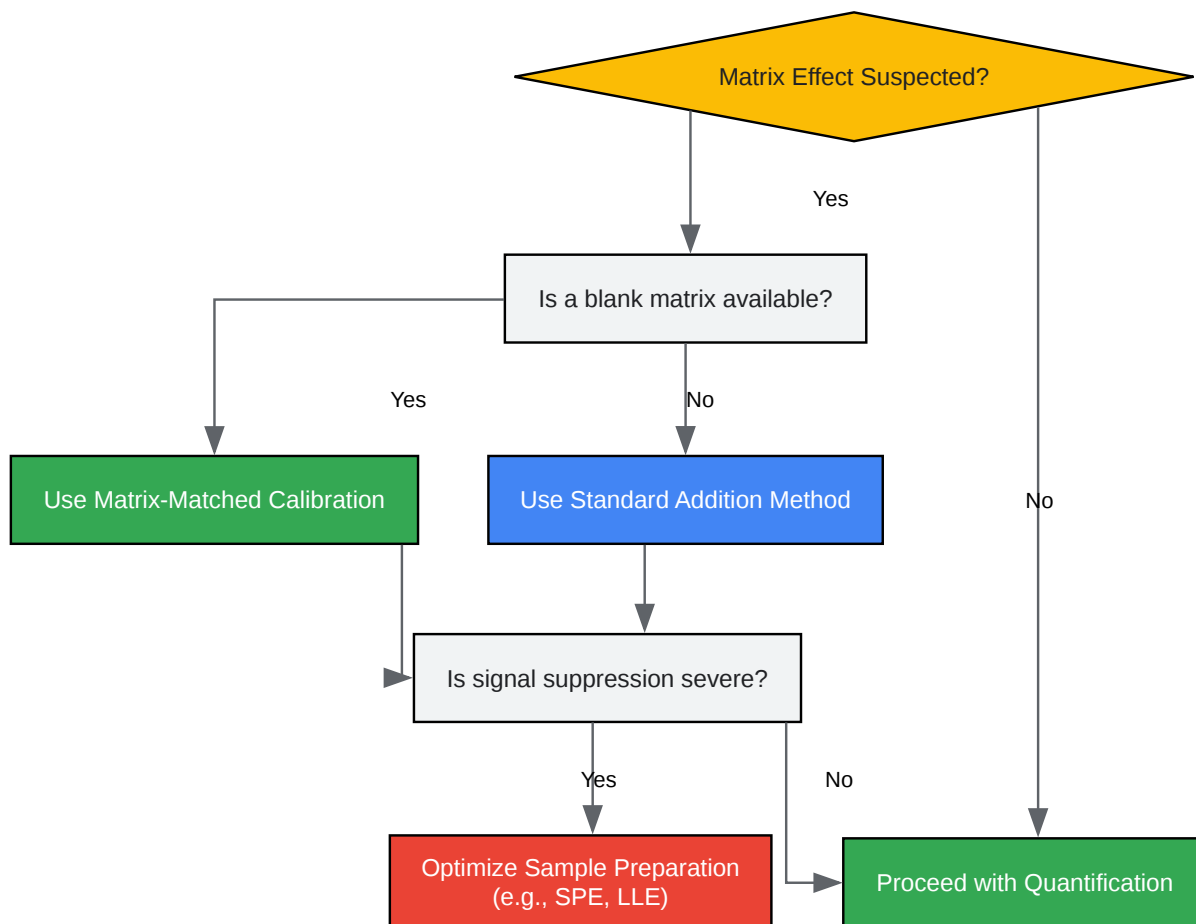 Matrix Effect Suspected?
Yes
Is a blank matrix available?
Yes
No
Use Matrix-Matched Calibration
Use Standard Addition Method
No
Is signal suppression severe?
Yes
No
Optimize Sample Preparation
(e.g., SPE, LLE)
Proceed with Quantification